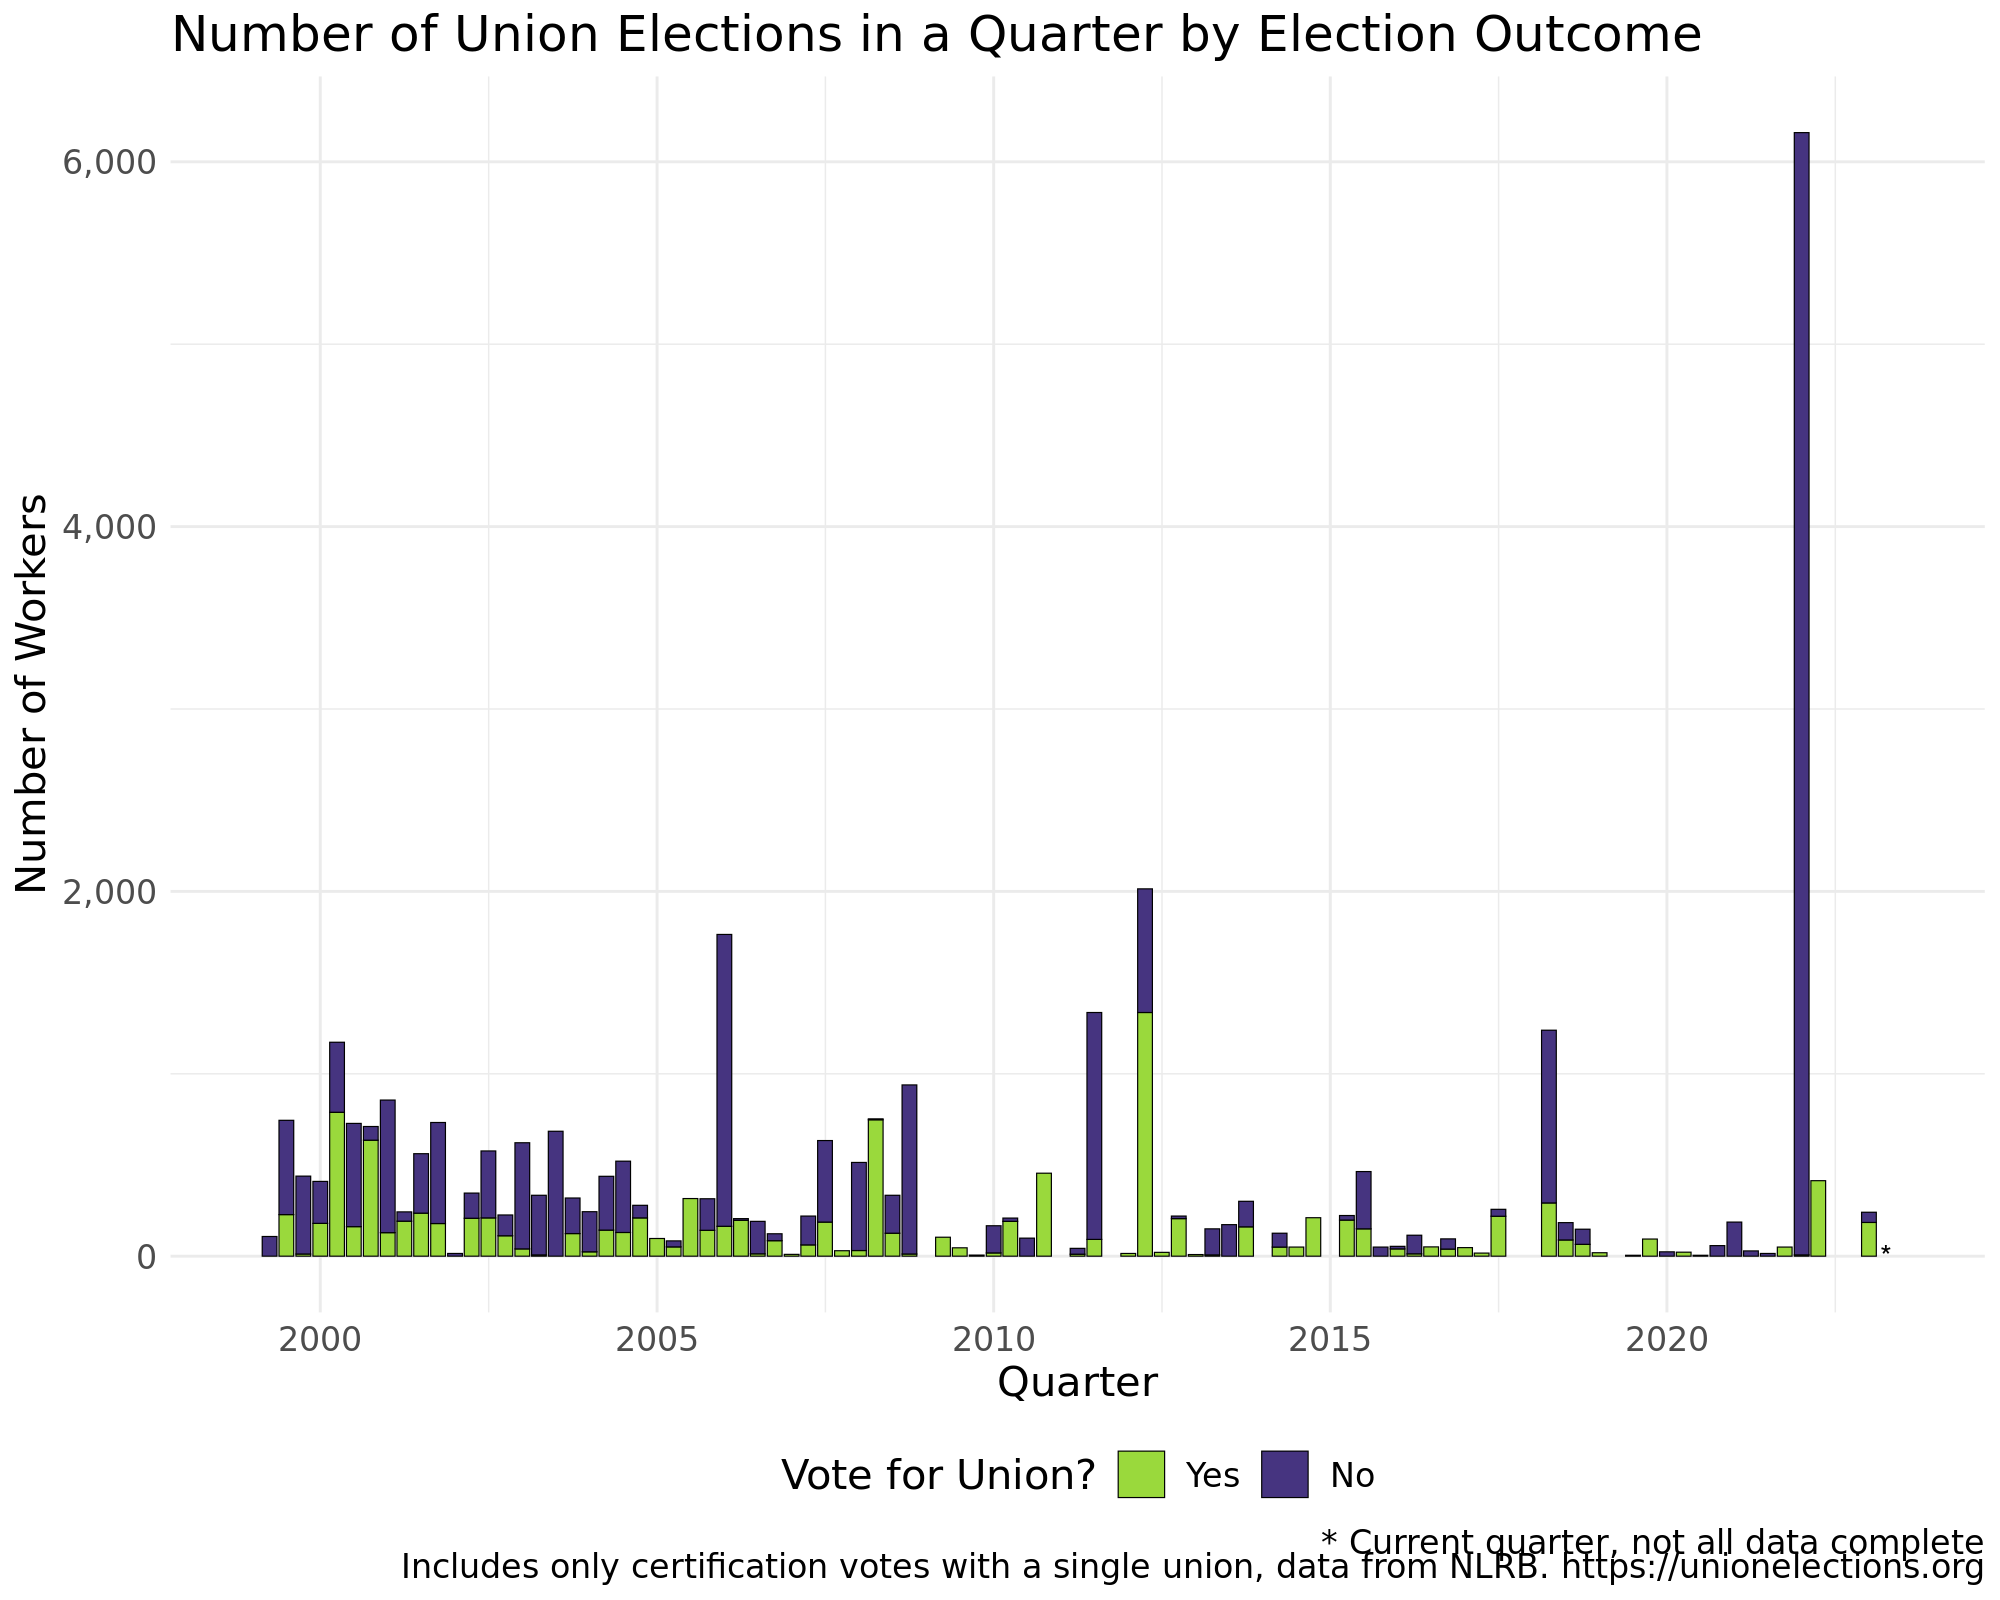 Number of Union Elections in a Quarter by Election Outcome
Number of Workers
6,000
4,000
2,000
0
*
2000 2005 2010 2015 2020
Quarter
Vote for Union? Yes No
* Current quarter, not all data complete
Includes only certification votes with a single union, data from NLRB. https://unionelections.org